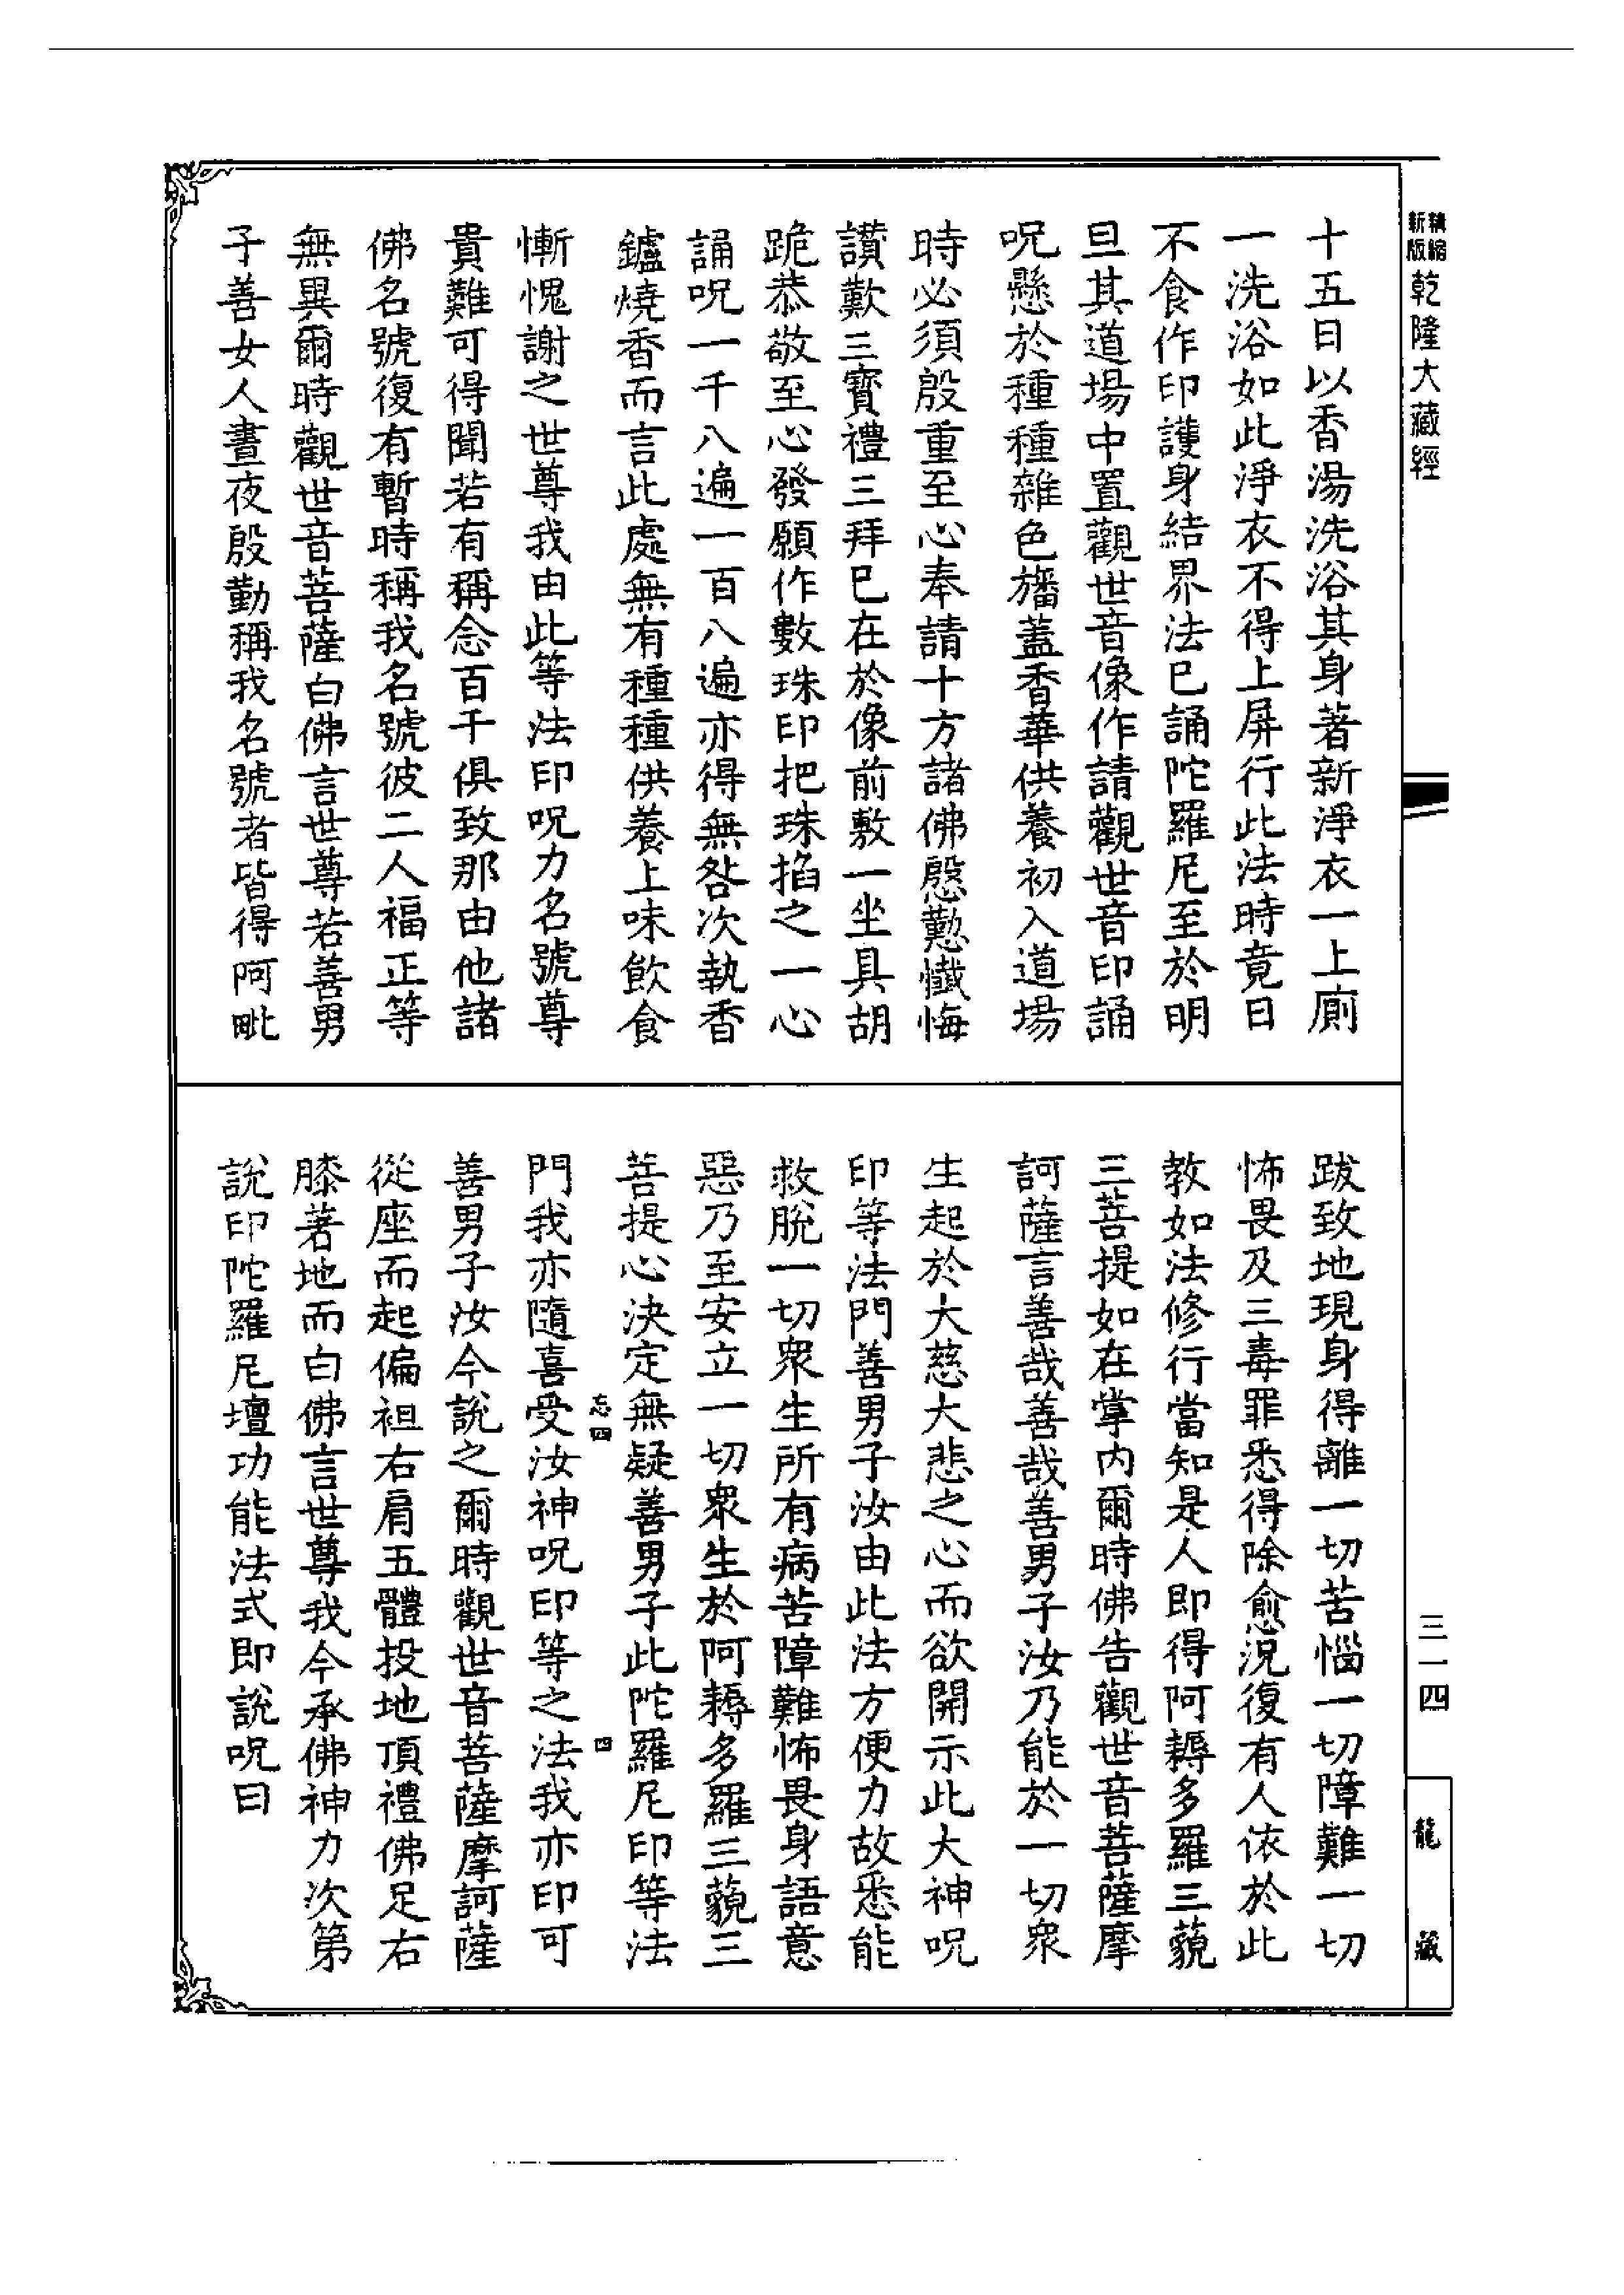 新版 精縮 乾隆大藏經
十五日以香湯洗浴其身著新淨衣一上廁
一洗浴如此淨衣不得上屏行此法時竟日
不食作印護身結界法已誦陀羅尼至於明
旦其道場中置觀世音像作請觀世音印誦
呪懸於種種雜色旛蓋香華供養初入道場
時必須殷重至心奉請十方諸佛慇懃懺悔
讚歎三寶禮三拜巳在於像前敷一坐具胡
跪恭敬至心發願作數珠印把珠掐之一心
誦呪一千八遍一百八遍亦得無咎次執香
鑪燒香而言此處無有種種供養上味飲食
慚愧謝之世尊我由此等法印呪力名號尊
貴難可得聞若有稱念百千俱致那由他諸
佛名號復有暫時稱我名號彼二人福正等
無異爾時觀世音菩薩白佛言世尊若善男
子善女人晝夜殷勤稱我名號者皆得阿毗
跋致地現身得離一切苦惱一切障難一切
怖畏及三毒罪悉得除愈況復有人依於此
教如法修行當知是人即得阿耨多羅三藐
三菩提如在掌內爾時佛告觀世音菩薩摩
訶薩言善哉善哉善男子汝乃能於一切衆
生起於大慈大悲之心而欲開示此大神呪
印等法門善男子汝由此法方便力故悉能
救脫一切衆生所有病苦障難怖畏身語意
惡乃至安立一切衆生於阿耨多羅三藐三
菩提心決定無疑善男子此陀羅尼印等法
忘四 四
門我亦隨喜受汝神呪印等之法我亦印可
善男子汝今說之爾時觀世音菩薩摩訶薩
從座而起偏袒右肩五體投地頂禮佛足右
膝著地而白佛言世尊我今承佛神力次第
說印陀羅尼壇功能法式即說呪曰
三一四
龍藏